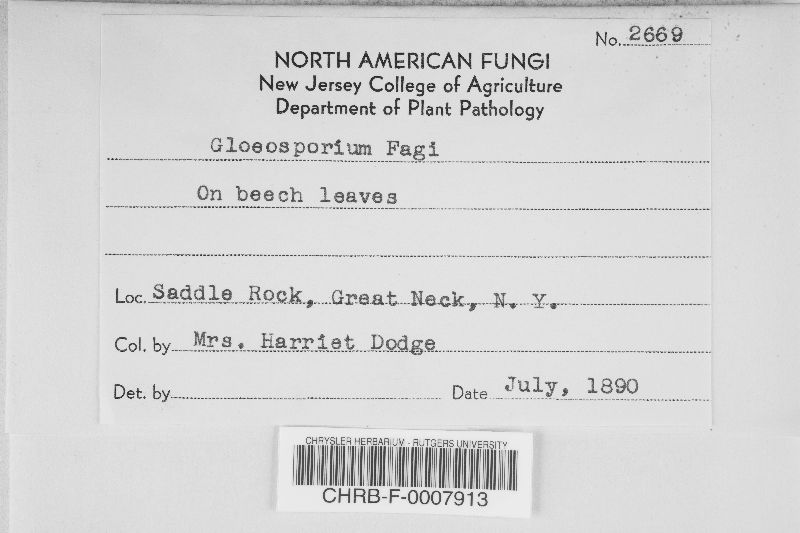 No. 2669
NORTH AMERICAN FUNGI
New Jersey College of Agriculture
Department of Plant Pathology
Gloeosporium Fagi
On beech leaves
Loc. Saddle Rock, Great Neck, N. Y.
Col. by Mrs. Harriet Dodge
Det. by Date July, 1890
CHRYSLER HERBARIUM - RUTGERS UNIVERSITY
CHRB-F-0007913